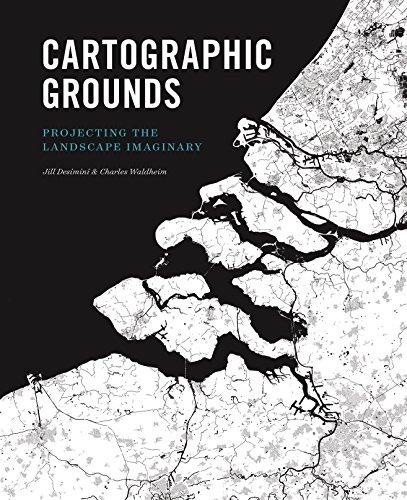 CARTOGRAPHIC
GROUNDS
PROJECTING THE
LANDSCAPE IMAGINARY
Jill Desimini & Charles Waldheim